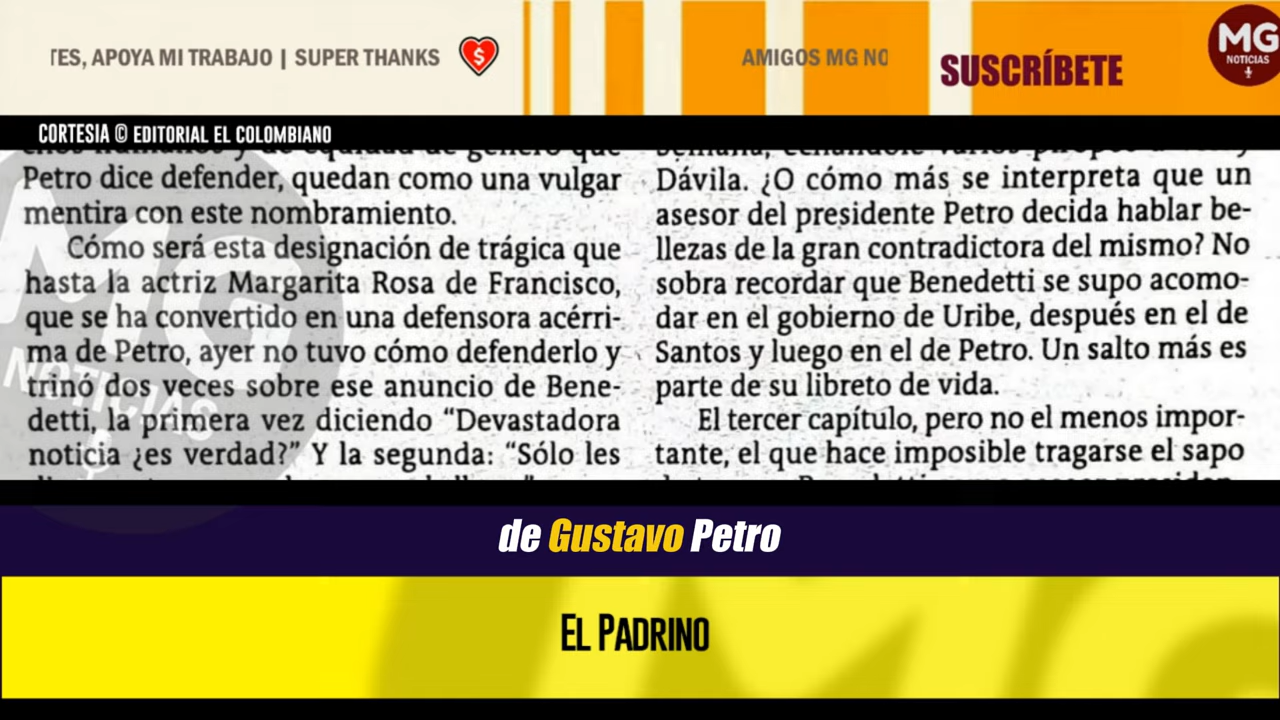 TES, APOYA MI TRABAJO | SUPER THANKS
$
AMIGOS MG NO
SUSCRÍBETE
MG
NOTICIAS
CORTESIA © EDITORIAL EL COLOMBIANO
Petro dice defender, quedan como una vulgar
mentira con este nombramiento.
Cómo será esta designación de trágica que
hasta la actriz Margarita Rosa de Francisco,
que se ha convertido en una defensora acérri-
ma de Petro, ayer no tuvo cómo defenderlo y
trinó dos veces sobre ese anuncio de Bene-
detti, la primera vez diciendo “Devastadora
noticia ¿es verdad?” Y la segunda: “Sólo les
Dávila. ¿O cómo más se interpreta que un
asesor del presidente Petro decida hablar be-
llezas de la gran contradictora del mismo? No
sobra recordar que Benedetti se supo acomo-
dar en el gobierno de Uribe, después en el de
Santos y luego en el de Petro. Un salto más es
parte de su libreto de vida.
El tercer capítulo, pero no el menos impor-
tante, el que hace imposible tragarse el sapo
MG
NOTICIAS
de Gustavo Petro
EL PADRINO